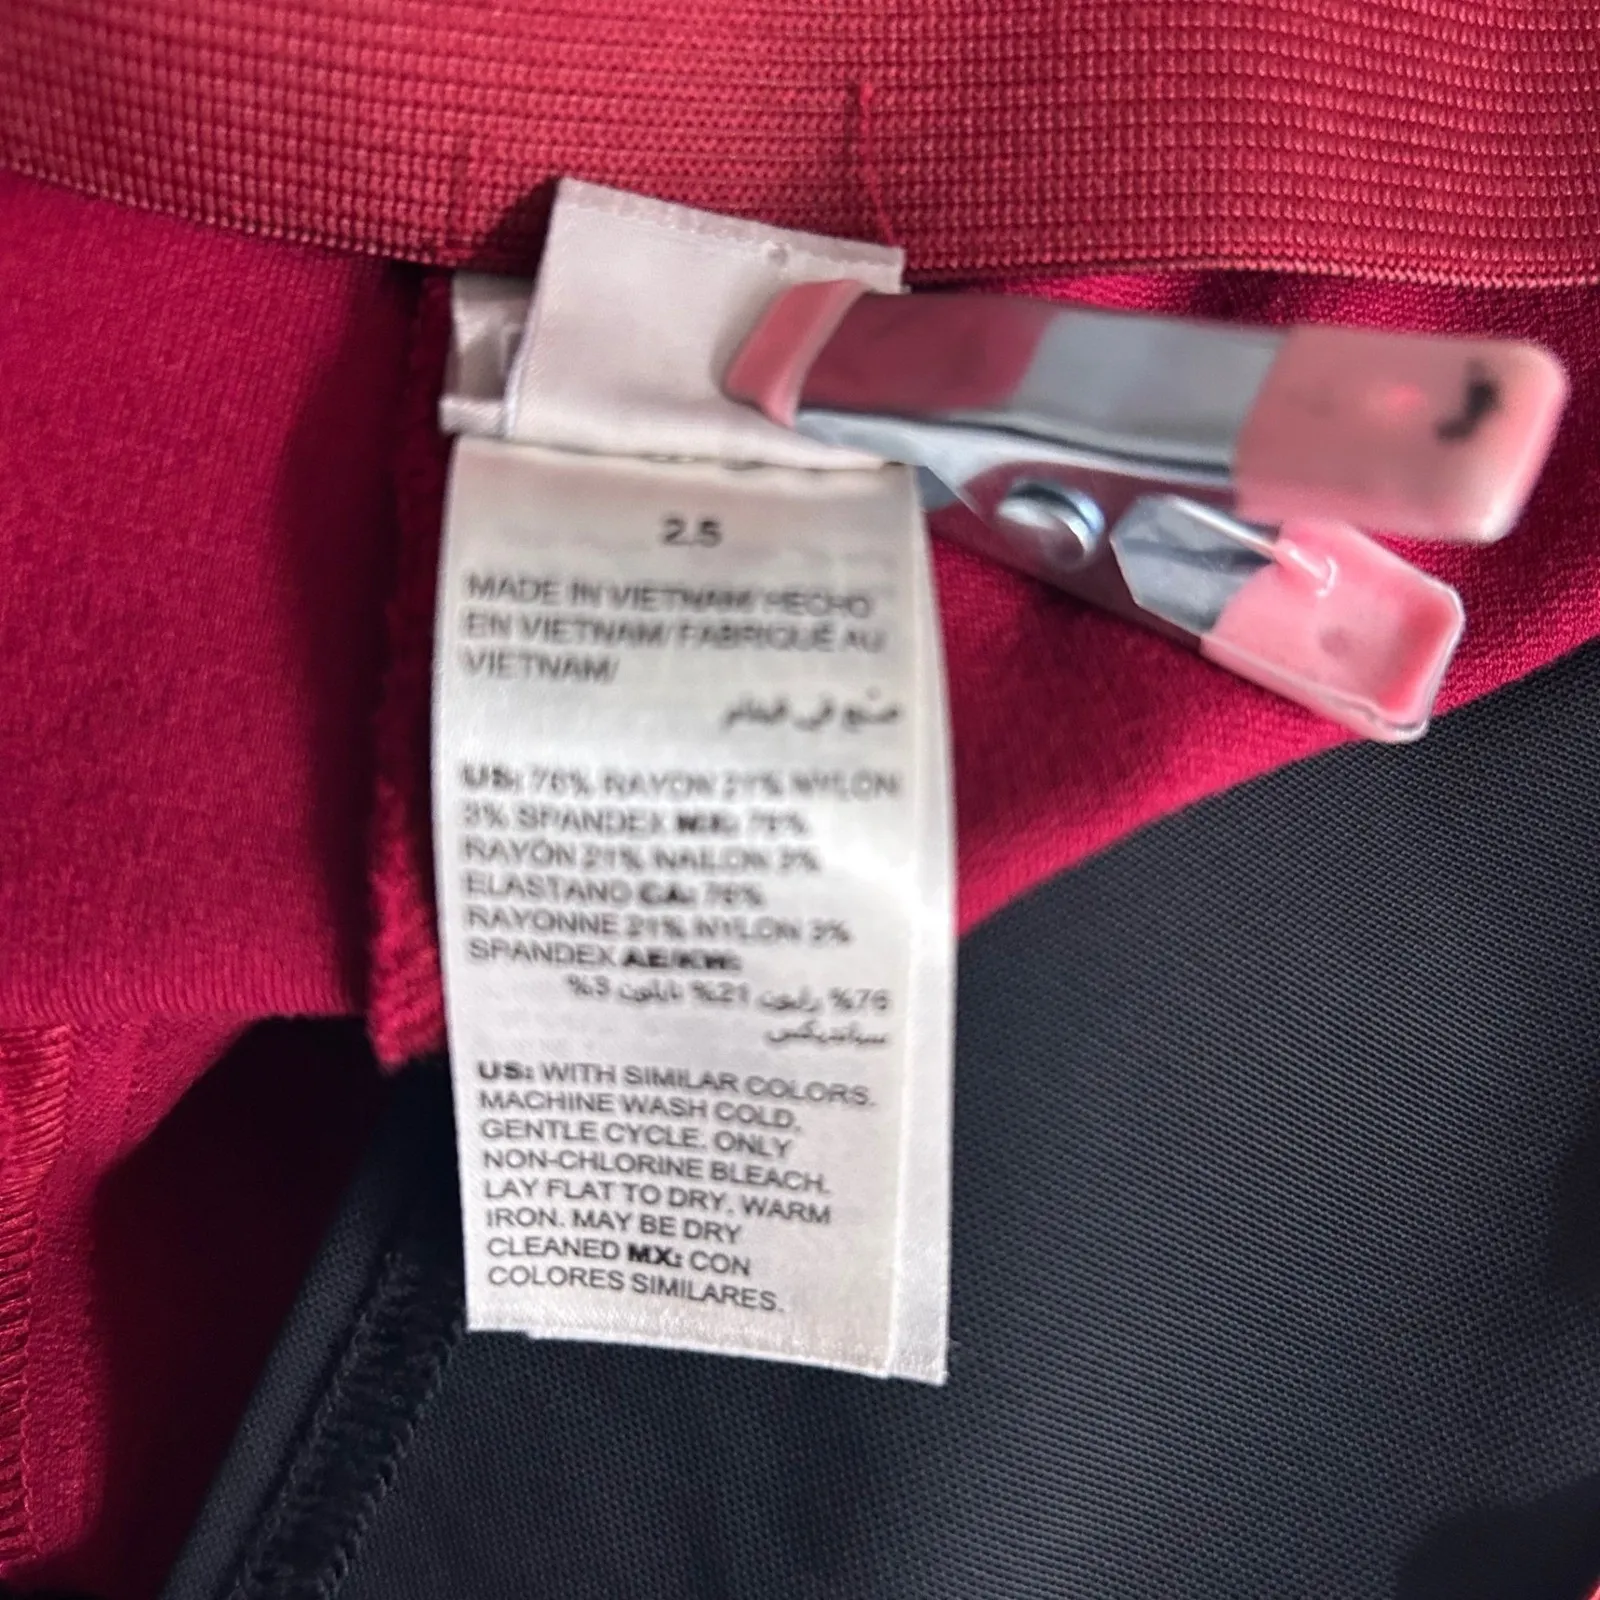 2.5
MADE IN VIETNAM/ HECHO
EN VIETNAM/ FABRIQUÉ AU
VIETNAM/
صنع في فيتنام
US: 76% RAYON 21% NYLON
3% SPANDEX MX: 76%
RAYÓN 21% NAILON 3%
ELASTANO CA: 76%
RAYONNE 21% NYLON 3%
SPANDEX AE/KW:
76% رايون 21% نايلون 3%
سباندیکس
US: WITH SIMILAR COLORS.
MACHINE WASH COLD.
GENTLE CYCLE. ONLY
NON-CHLORINE BLEACH.
LAY FLAT TO DRY. WARM
IRON. MAY BE DRY
CLEANED MX: CON
COLORES SIMILARES.